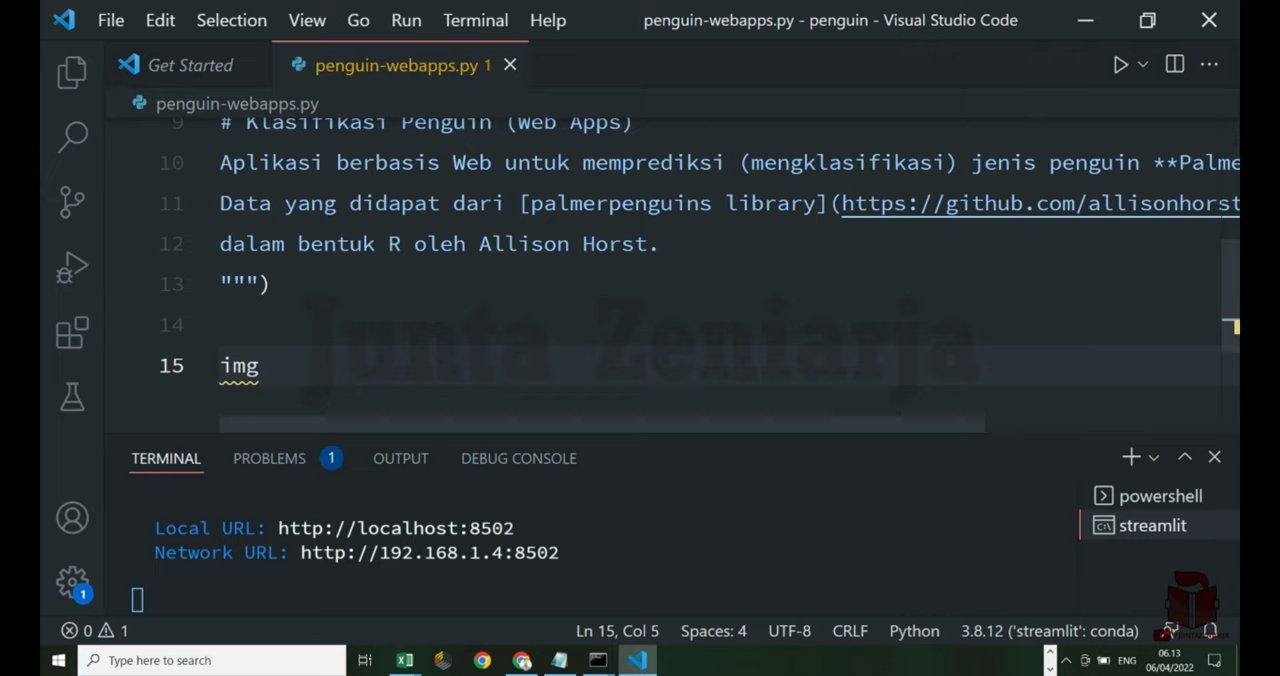 File Edit Selection View Go Run Terminal Help penguin-webapps.py - penguin - Visual Studio Code
Get Started penguin-webapps.py 1
penguin-webapps.py
9 # Klasifikasi Penguin (Web Apps)
10 Aplikasi berbasis Web untuk memprediksi (mengklasifikasi) jenis penguin **Palme
11 Data yang didapat dari [palmerpenguins library](https://github.com/allisonhorst
12 dalam bentuk R oleh Allison Horst.
13 """)
14
Junta Zeniarja
15 img
TERMINAL PROBLEMS 1 OUTPUT DEBUG CONSOLE
powershell
streamlit
Local URL: http://localhost:8502
Network URL: http://192.168.1.4:8502
1
0 1 Ln 15, Col 5 Spaces: 4 UTF-8 CRLF Python 3.8.12 ('streamlit': conda)
Type here to search ENG 06.13
06/04/2022